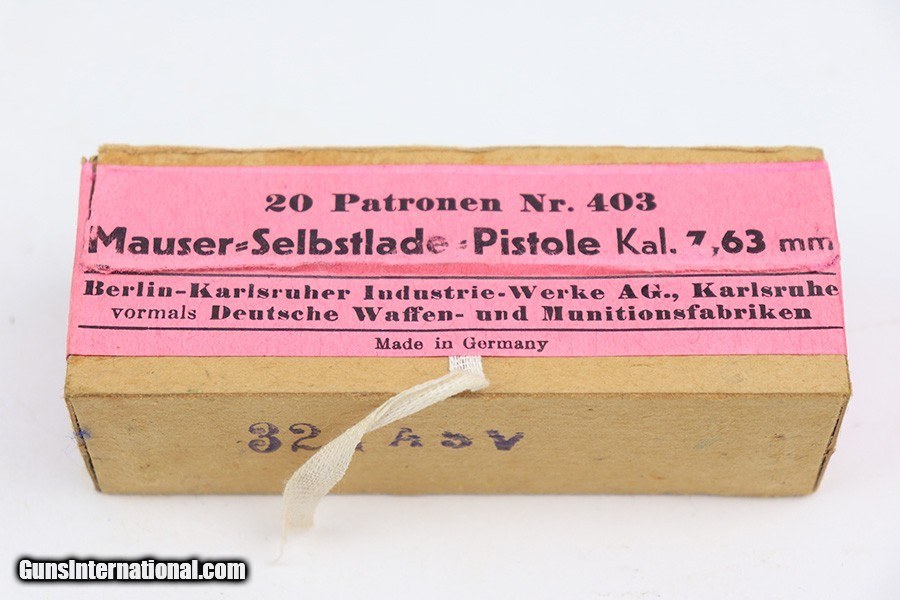 20 Patronen Nr. 403
Mauser=Selbstlade=Pistole Kal. 7,63 mm
Berlin-Karlsruher Industrie-Werke AG., Karlsruhe
vormals Deutsche Waffen- und Munitionsfabriken
Made in Germany
32
GunsInternational.com